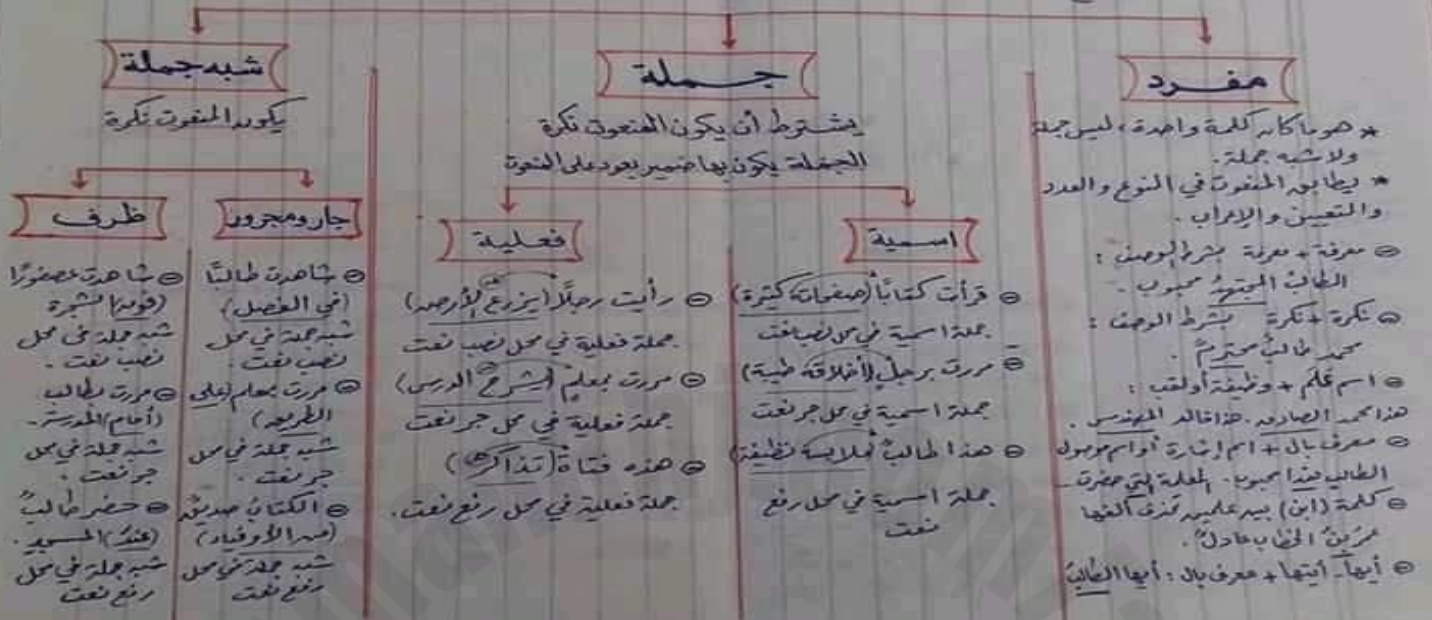 مفرد
* هو ما كان كلمة واحدة، ليس جملة
ولا شبه جملة.
* يطابق المنعوت في النوع والعدد
والتعيين والإعراب.
معرفة + معرفة بشرط الوصف:
الطالبُ المجتهدُ محبوب.
نكرة + نكرة بشرط الوصف:
محمد طالبٌ محترمٌ.
اسم علم + وظيفة أو لقب:
هذا محمد الصادق. هذا خالد المهندس.
معرف بال + اسم إشارة أو اسم موصول
الطالب هذا محبوب. المعلمة التي حضرت
كلمة (ابن) بين علمين تحذف ألفها
عمرُ بنُ الخطاب عادلٌ.
أيها - أيتها + معرف بال: أيها الطالبُ
جملة
يشترط أن يكون المنعوت نكرة
الجملة يكون بها ضمير يعود على المنعوت
اسمية
قرأت كتابًا (صفحاته كثيرة)
جملة اسمية في محل نصب نعت
مررت برجلٍ (أخلاقه طيبة)
جملة اسمية في محل جر نعت
هذا طالبٌ (ملابسه نظيفة)
جملة اسمية في محل رفع
نعت
فعلية
رأيت رجلًا (يزرع الأرض)
جملة فعلية في محل نصب نعت
مررت بمعلمٍ (يشرح الدرس)
جملة فعلية في محل جر نعت
هذه فتاة (تذاكر)
جملة فعلية في محل رفع نعت.
شبه جملة
يكون المنعوت نكرة
جار ومجرور
شاهدت طالبًا
(في الفصل)
شبه جملة في محل
نصب نعت.
مررت بمعلم (على
الطريق)
شبه جملة في محل
جر نعت.
الكتابُ صديقٌ
(من الأوفياء)
شبه جملة في محل
رفع نعت
ظرف
شاهدت عصفورًا
(فوق) الشجرة
شبه جملة في محل
نصب نعت.
مررت بطالب
(أمام) المدرسة.
شبه جملة في محل
جر نعت.
حضر طالبٌ
(عند) المسجد.
شبه جملة في محل
رفع نعت